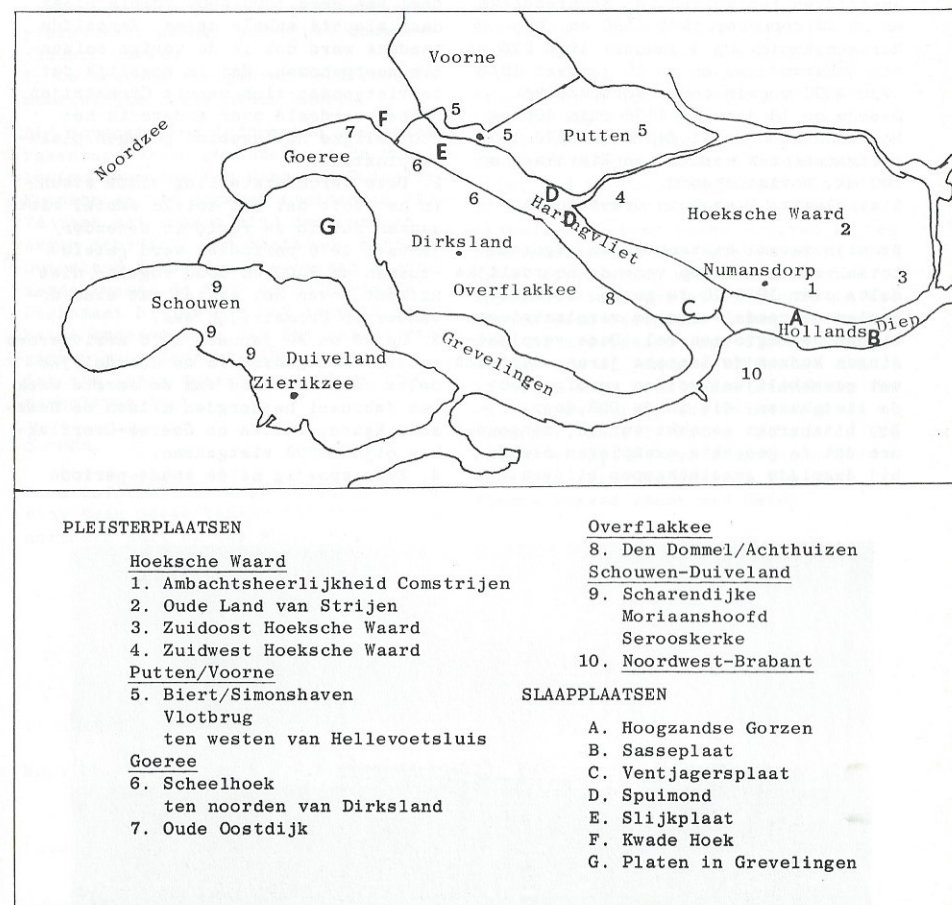 Voorne
Noordzee
F
5
7
5
E
Putten 5
Goeree
6
D
6
4
Haringvliet
D
G
Hoeksche Waard
2
Dirksland
Numansdorp
9
Overflakkee
1
3
Schouwen
8
C
A
Hollands Diep
B
9
9
Duiveland
Grevelingen
10
Zierikzee
PLEISTERPLAATSEN
Hoeksche Waard
1. Ambachtsheerlijkheid Comstrijen
2. Oude Land van Strijen
3. Zuidoost Hoeksche Waard
4. Zuidwest Hoeksche Waard
Putten/Voorne
5. Biert/Simonshaven
Vlotbrug
ten westen van Hellevoetsluis
Goeree
6. Scheelhoek
ten noorden van Dirksland
7. Oude Oostdijk
Overflakkee
8. Den Dommel/Achthuizen
Schouwen-Duiveland
9. Scharendijke
Moriaanshoofd
Serooskerke
10. Noordwest-Brabant
SLAAPPLAATSEN
A. Hoogzandse Gorzen
B. Sasseplaat
C. Ventjagersplaat
D. Spuimond
E. Slijkplaat
F. Kwade Hoek
G. Platen in Grevelingen